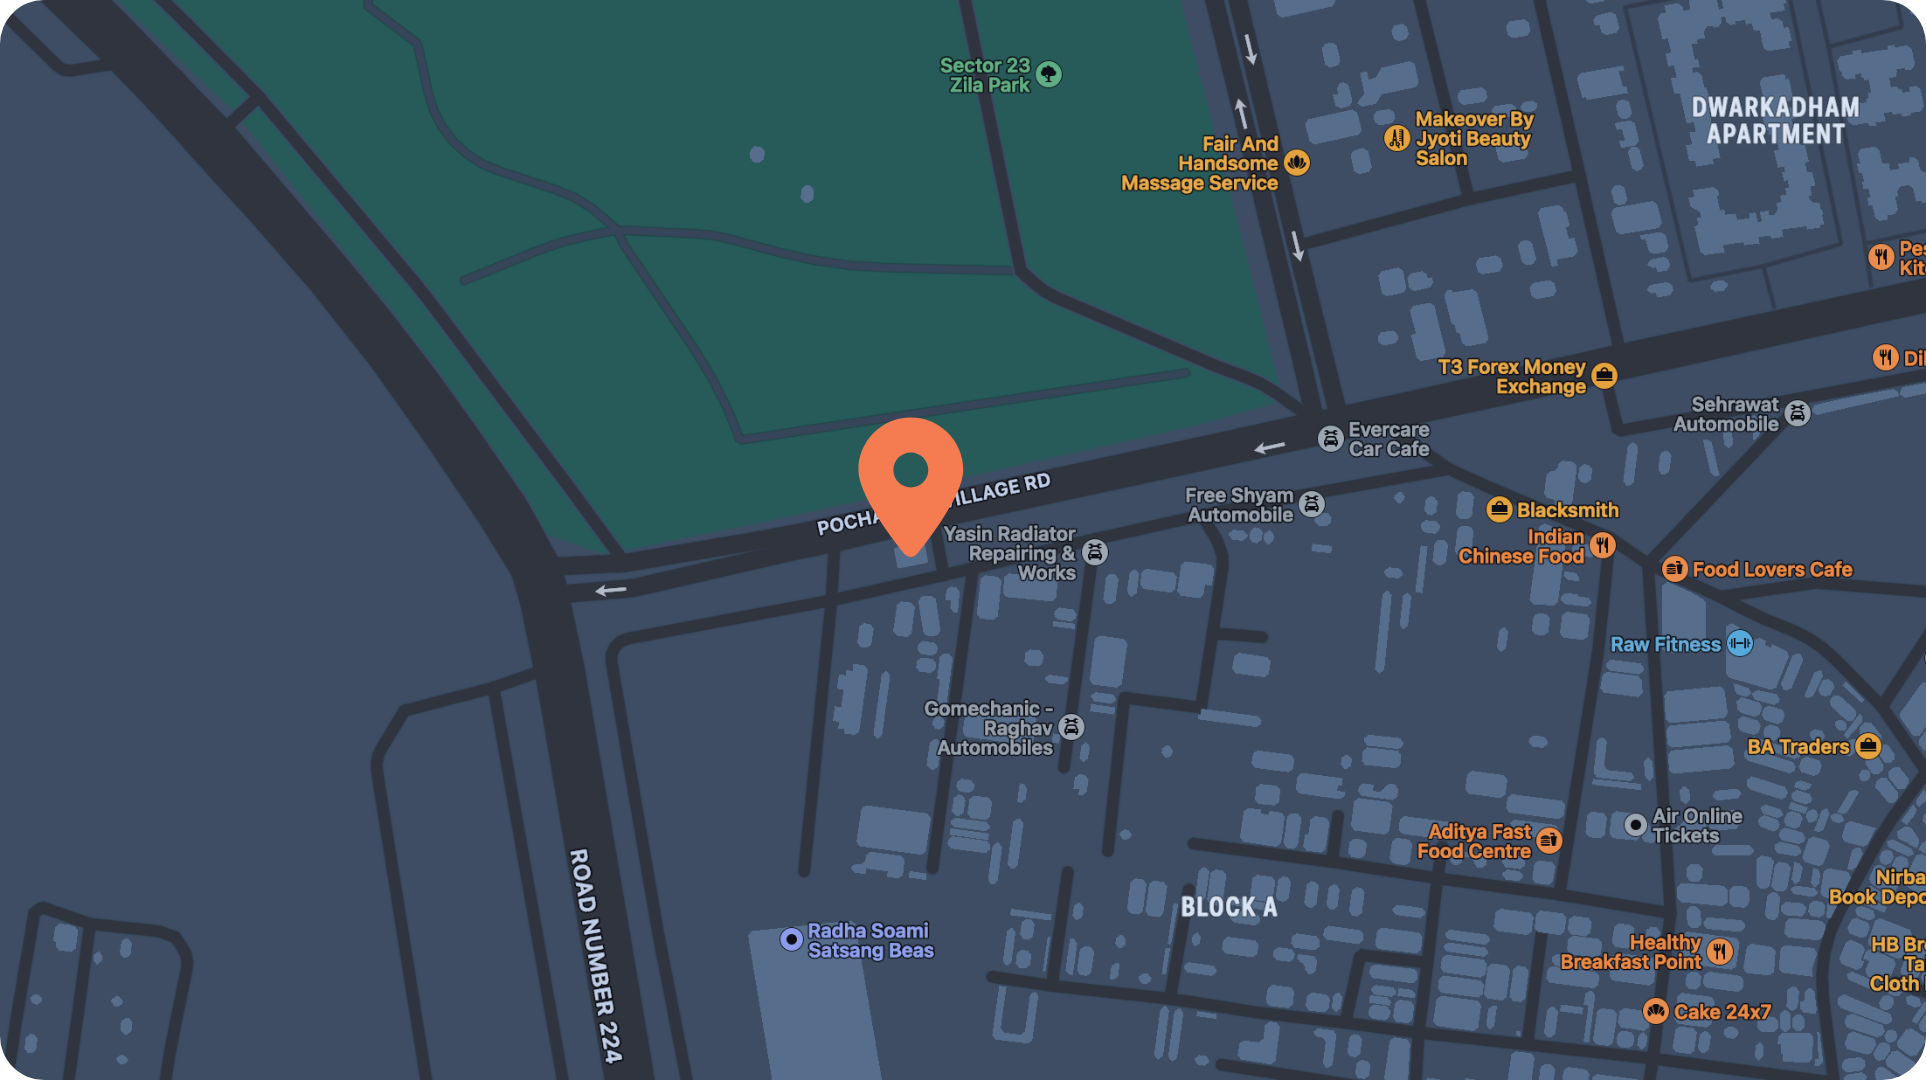 Sector 23
Zila Park
Fair And
Handsome
Massage Service
Makeover By
Jyoti Beauty
Salon
DWARKADHAM
APARTMENT
T3 Forex Money
Exchange
Sehrawat
Automobile
Evercare
Car Cafe
ILLAGE RD
POCHA
Free Shyam
Automobile
Blacksmith
Indian
Chinese Food
Yasin Radiator
Repairing &
Works
Food Lovers Cafe
Raw Fitness
Gomechanic -
Raghav
Automobiles
BA Traders
Air Online
Tickets
Aditya Fast
Food Centre
ROAD NUMBER 224
BLOCK A
Book Depo
Radha Soami
Satsang Beas
Healthy
Breakfast Point
Cloth
Cake 24x7